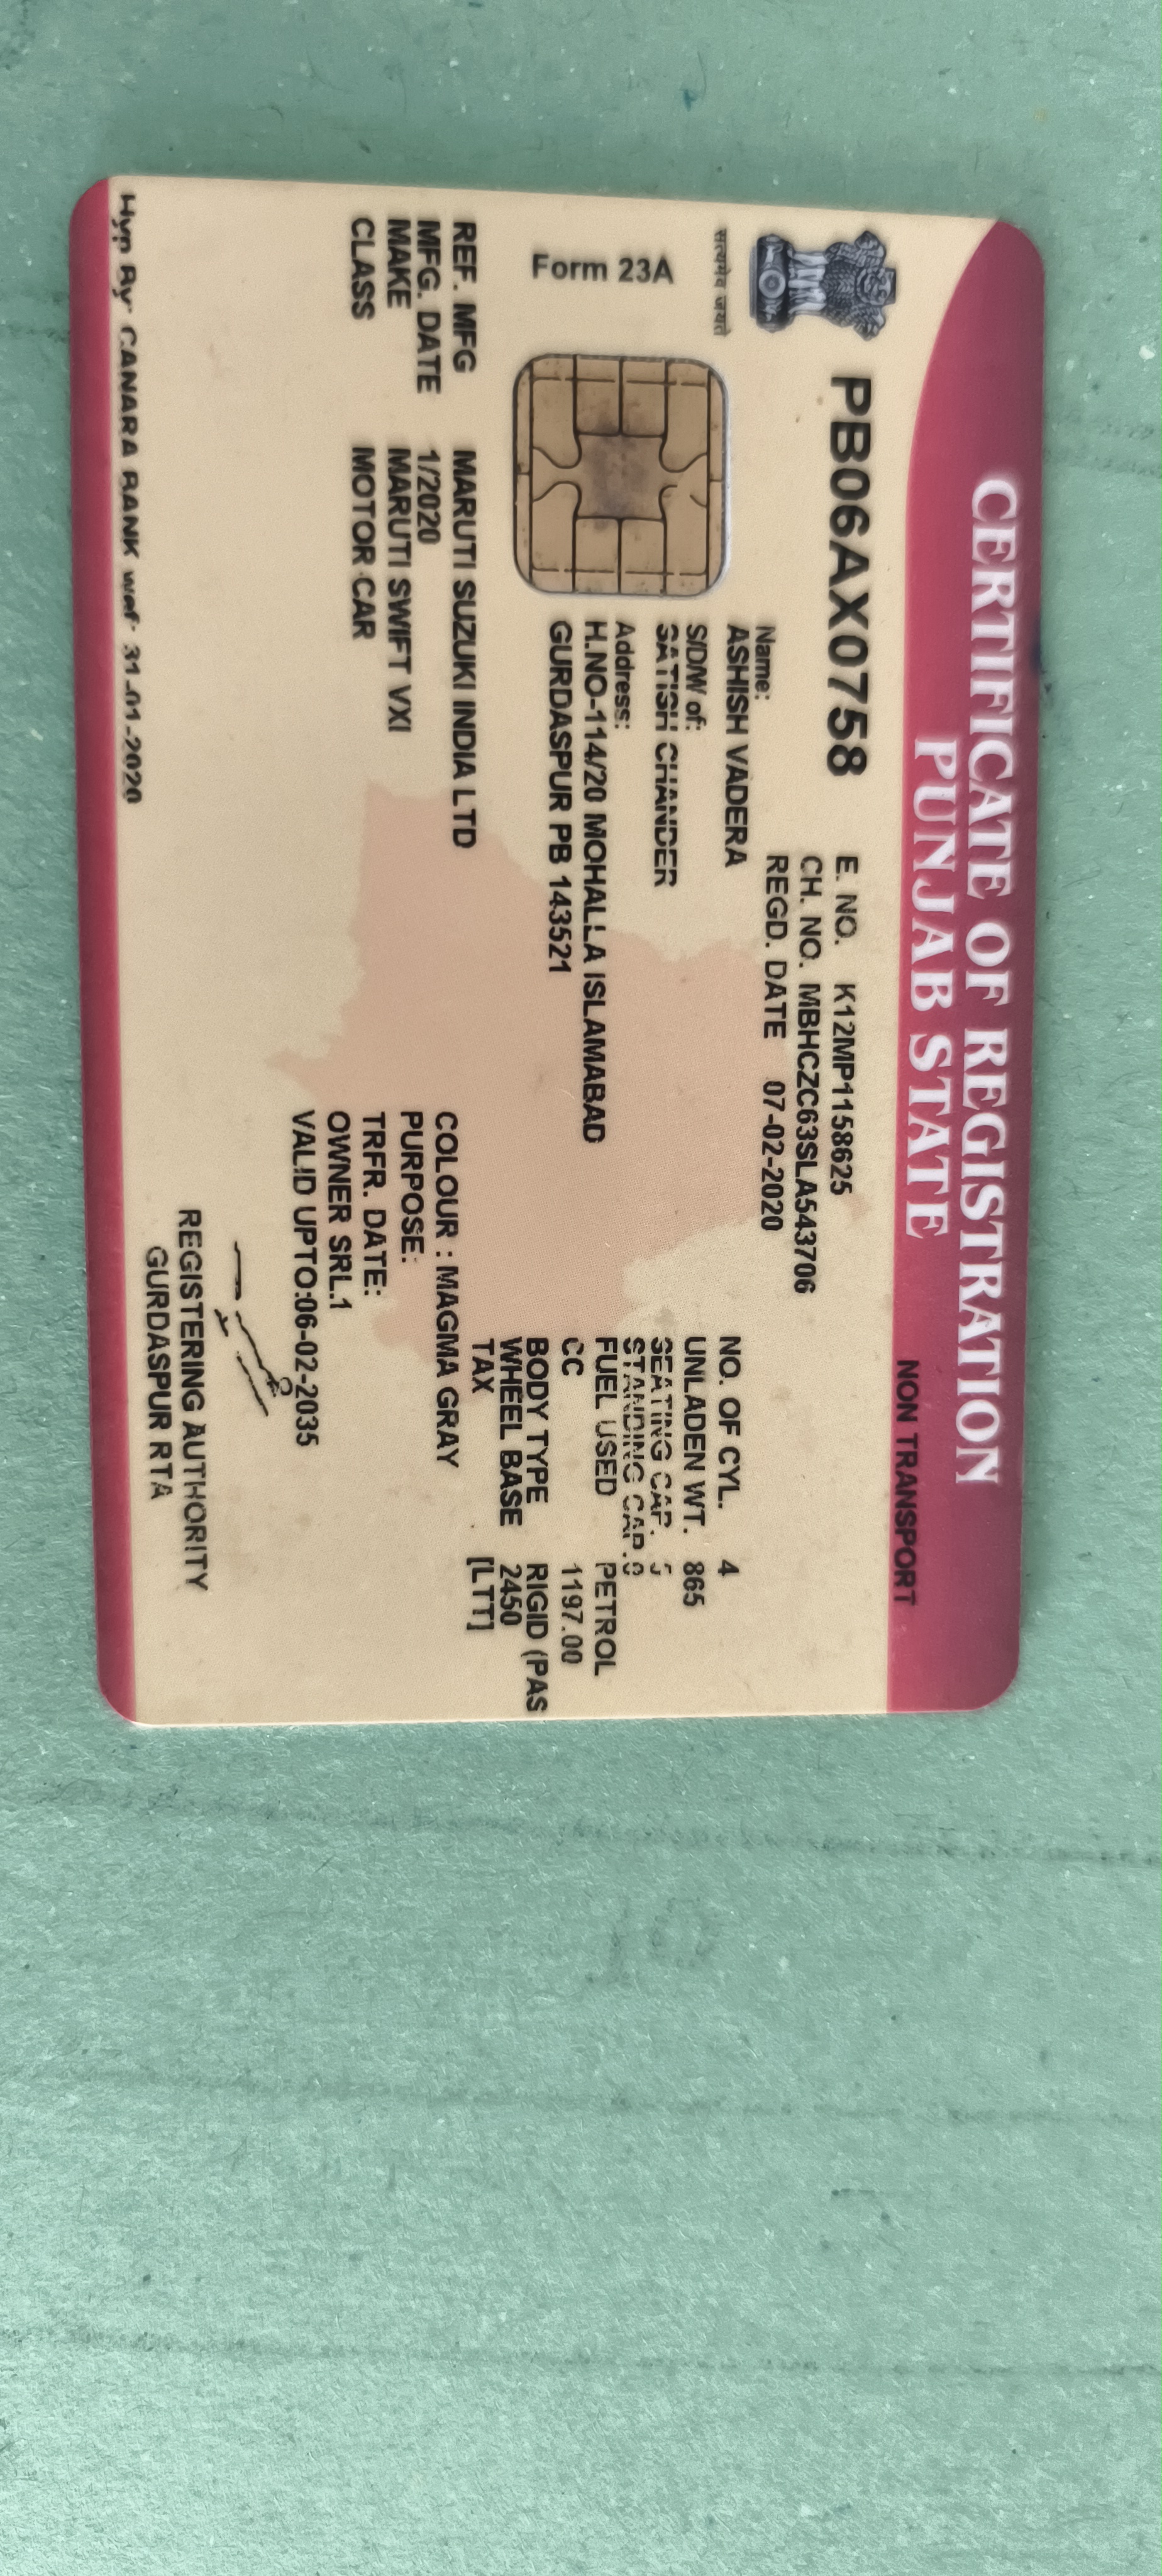 CERTIFICATE OF REGISTRATION
PUNJAB STATE
NON TRANSPORT
सत्यमेव जयते
PB06AX0758
E. NO. K12MP1158625
CH. NO. MBHCZC63SLA543706
REGD. DATE 07-02-2020
Form 23A
Name:
ASHISH VADERA
S/D/W of:
SATISH CHANDER
Address:
H.NO-114/20 MOHALLA ISLAMABAD
GURDASPUR PB 143521
NO. OF CYL. 4
UNLADEN WT. 865
SEATING CAP. 5
STANDING CAP. 0
FUEL USED PETROL
CC 1197.00
BODY TYPE RIGID (PAS
WHEEL BASE 2450
TAX [LTT]
REF. MFG MARUTI SUZUKI INDIA LTD
MFG. DATE 1/2020
MAKE MARUTI SWIFT VXI
CLASS MOTOR CAR
COLOUR : MAGMA GRAY
PURPOSE:
TRFR. DATE:
OWNER SRL.1
VALID UPTO:06-02-2035
REGISTERING AUTHORITY
GURDASPUR RTA
Hyp By CANARA BANK wef: 31-01-2020